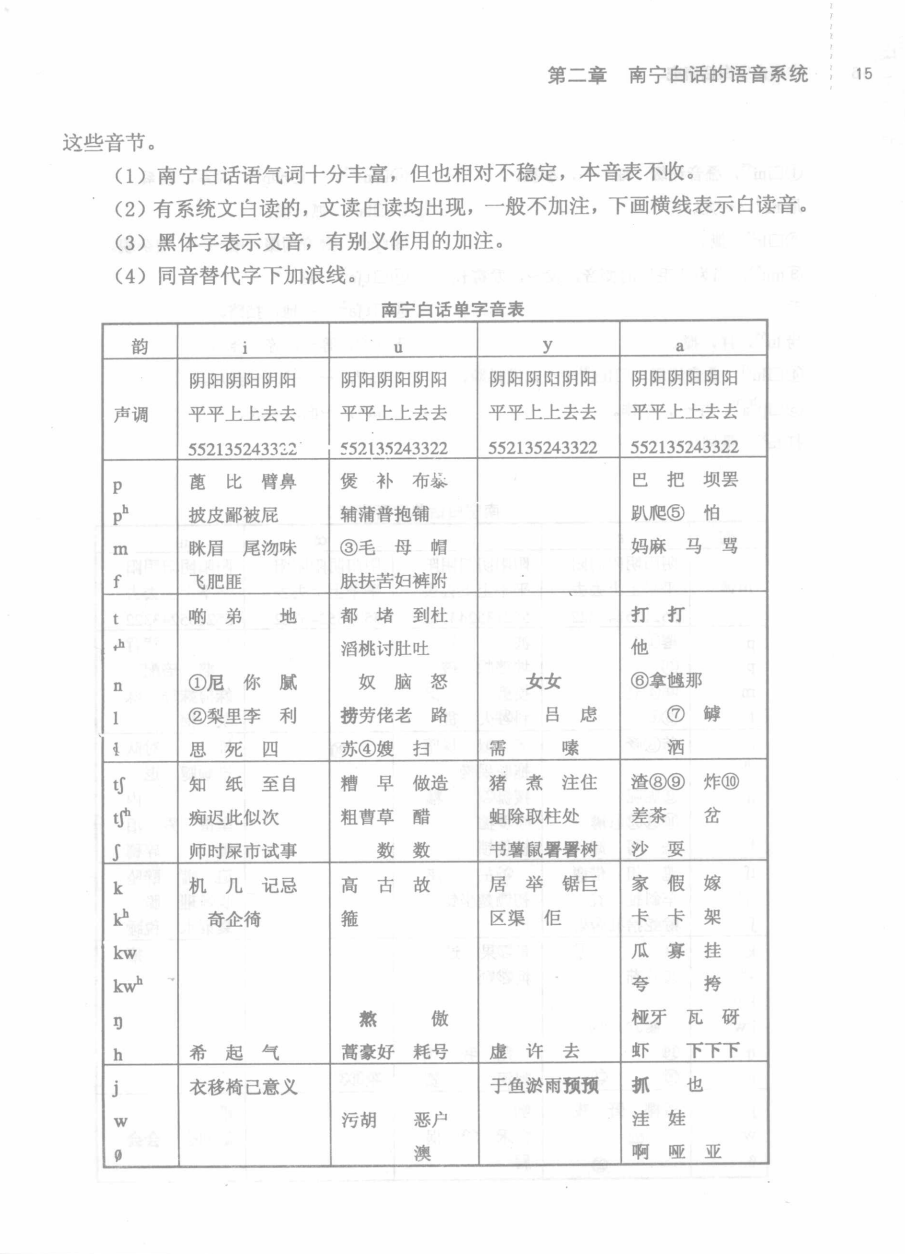 第二章 南宁白话的语音系统 15
这些音节。
(1)南宁白话语气词十分丰富,但也相对不稳定,本音表不收。
(2)有系统文白读的,文读白读均出现,一般不加注,下画横线表示白读音。
(3)黑体字表示又音,有别义作用的加注。
(4)同音替代字下加浪线。
南宁白话单字音表
韵 i u y a
阴阳阴阳阴阳 阴阳阴阳阴阳 阴阳阴阳阴阳 阴阳阴阳阴阳
声调 平平上上去去 平平上上去去 平平上上去去 平平上上去去
552135243322 552135243322 552135243322 552135243322
p 蓖 比 臂鼻 煲 补 布暴 巴 把 坝罢
pʰ 披皮鄙被屁 辅蒲普抱铺 趴爬⑤ 怕
m 眯眉 尾沕味 ③毛 母 帽 妈麻 马 骂
f 飞肥匪 肤扶苦妇裤附
t 啲 弟 地 都 堵 到杜 打 打
tʰ 滔桃讨肚吐 他
n ①尼 你 腻 奴 脑 怒 女女 ⑥拿乸那
l ②梨里李 利 捞劳佬老 路 吕 虑 ⑦ 罅
ɬ 思 死 四 苏④嫂 扫 需 嗉 洒
tʃ 知 纸 至自 糟 早 做造 猪 煮 注住 渣⑧⑨ 炸⑩
tʃʰ 痴迟此似次 粗曹草 醋 蛆除取柱处 差茶 岔
ʃ 师时屎市试事 数 数 书薯鼠署署树 沙 耍
k 机 几 记忌 高 古 故 居 举 锯巨 家 假 嫁
kʰ 奇企徛 箍 区渠 佢 卡 卡 架
kw 瓜 寡 挂
kwʰ 夸 挎
ŋ 熬 傲 桠牙 瓦 砑
h 希 起 气 蒿豪好 耗号 虚 许 去 虾 下下下
j 衣移椅已意义 于鱼淤雨预预 抓 也
w 污胡 恶户 洼 娃
ø 澳 啊 哑 亚